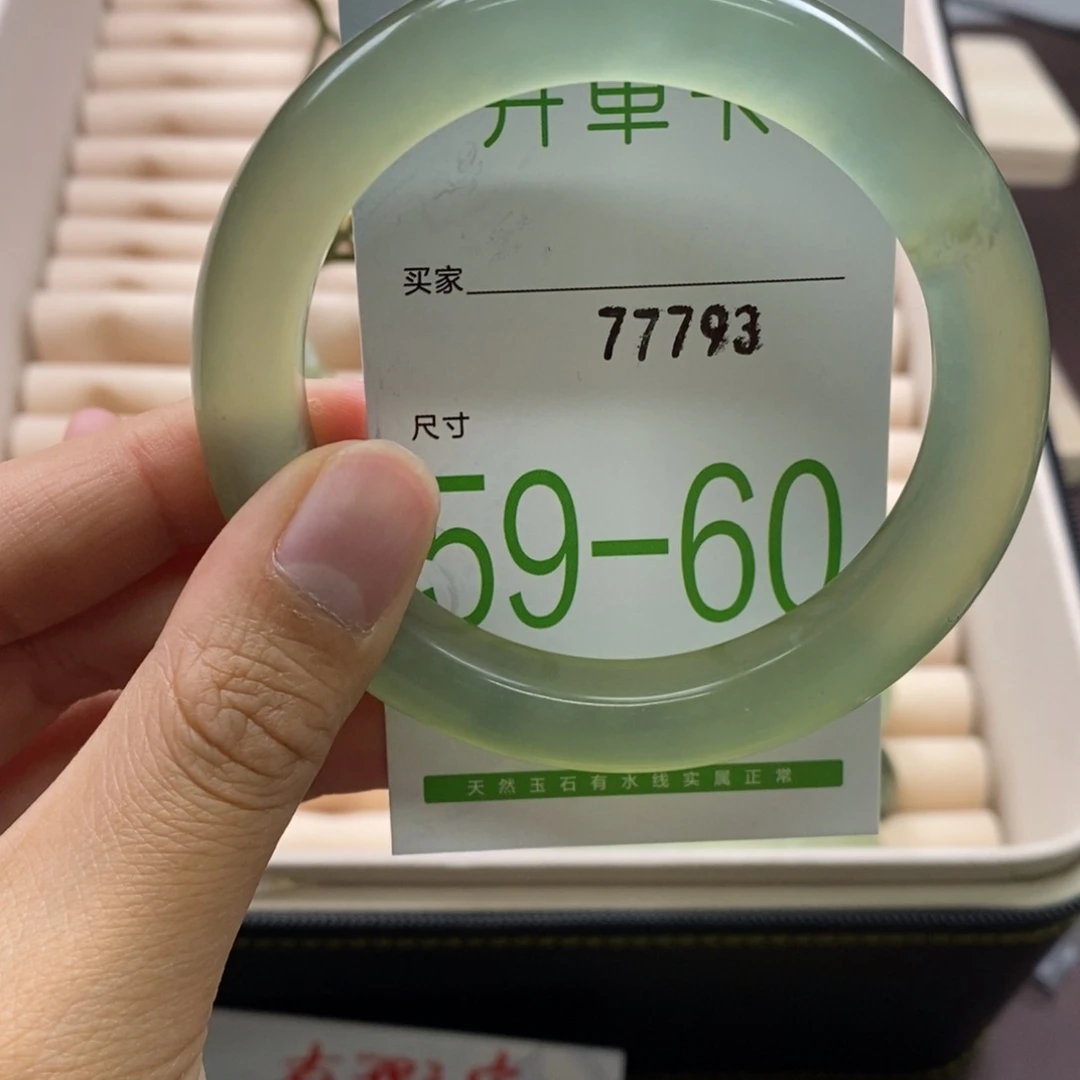 开单卡
买家
77793
尺寸
59-60
天然玉石有水线实属正常